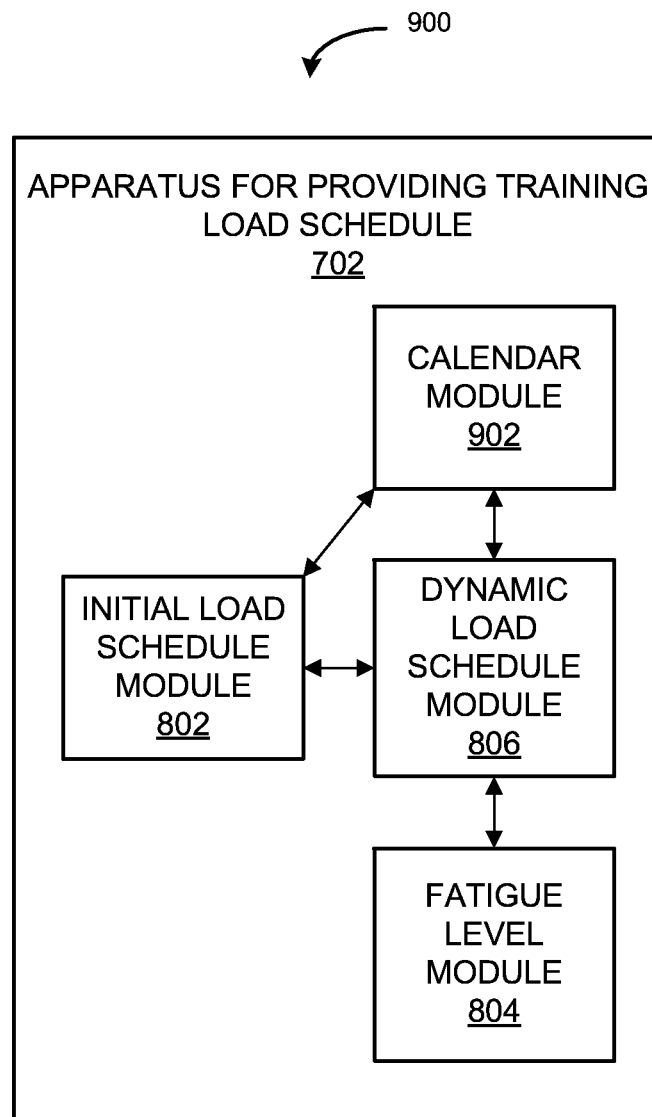 900
APPARATUS FOR PROVIDING TRAINING
LOAD SCHEDULE
702
CALENDAR
MODULE
902
INITIAL LOAD
SCHEDULE
MODULE
802
DYNAMIC
LOAD
SCHEDULE
MODULE
806
FATIGUE
LEVEL
MODULE
804